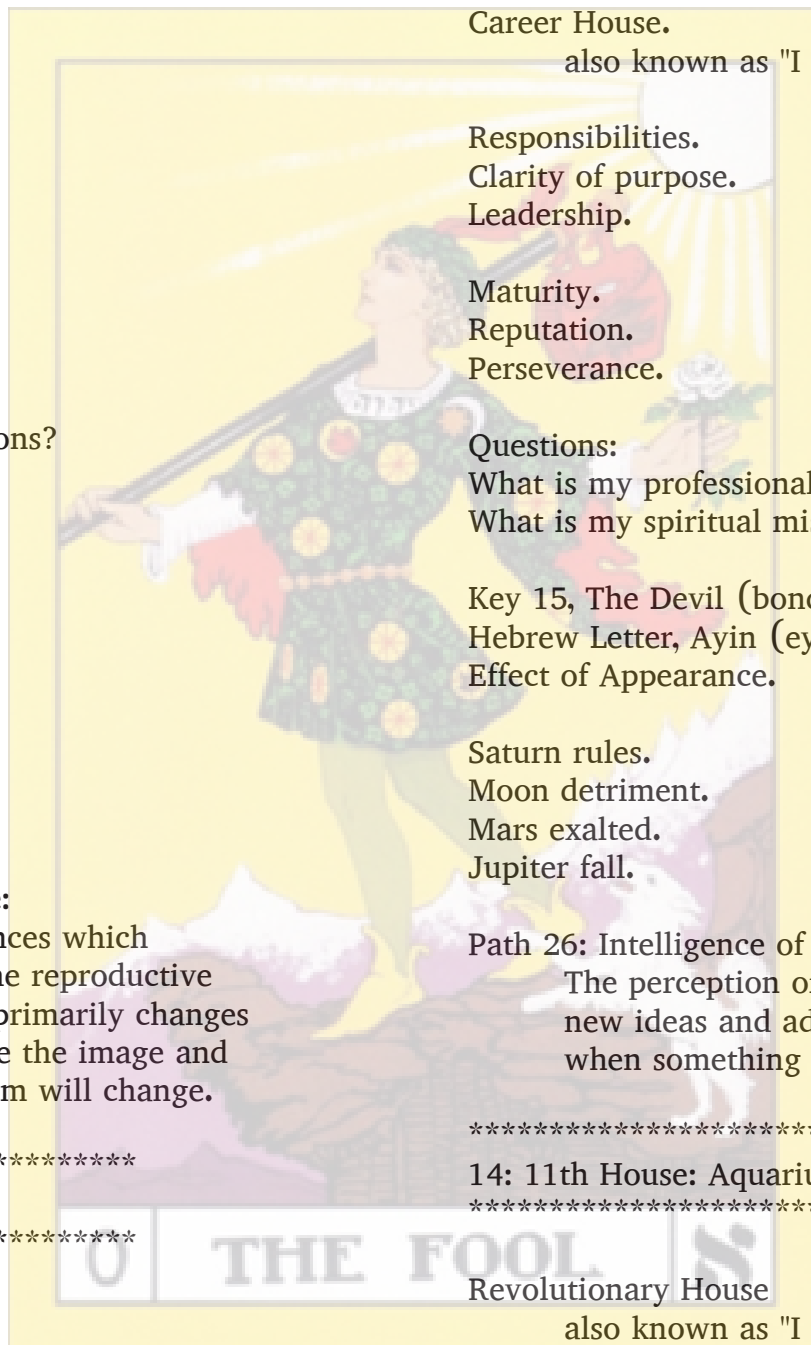 ons?
nces which
reproductive
primarily changes
the image and
will change.
*********
*********
Career House.
also known as "I
Responsibilities.
Clarity of purpose.
Leadership.
Maturity.
Reputation.
Perseverance.
Questions:
What is my professional
What is my spiritual mi
Key 15, The Devil (bond
Hebrew Letter, Ayin (ey
Effect of Appearance.
Saturn rules.
Moon detriment.
Mars exalted.
Jupiter fall.
Path 26: Intelligence of
The perception of
new ideas and ad
when something
**********************
14: 11th House: Aquariu
**********************
Revolutionary House
also known as "I
0 THE FOOL א